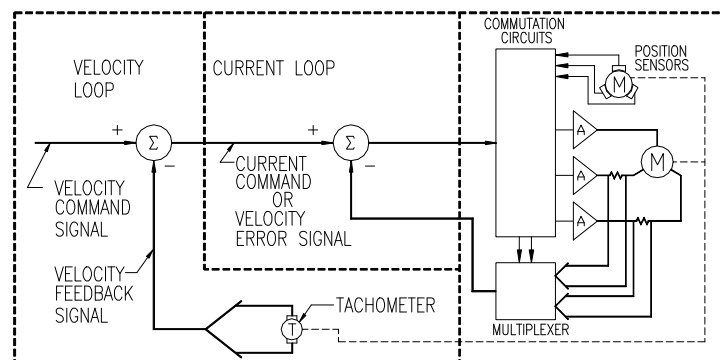 COMMUTATION
CIRCUITS
VELOCITY
LOOP
CURRENT LOOP
POSITION
SENSORS
M
+
Σ
−
+
Σ
−
A
M
A
A
VELOCITY
COMMAND
SIGNAL
CURRENT
COMMAND
OR
VELOCITY
ERROR SIGNAL
VELOCITY
FEEDBACK
SIGNAL
TACHOMETER
T
MULTIPLEXER